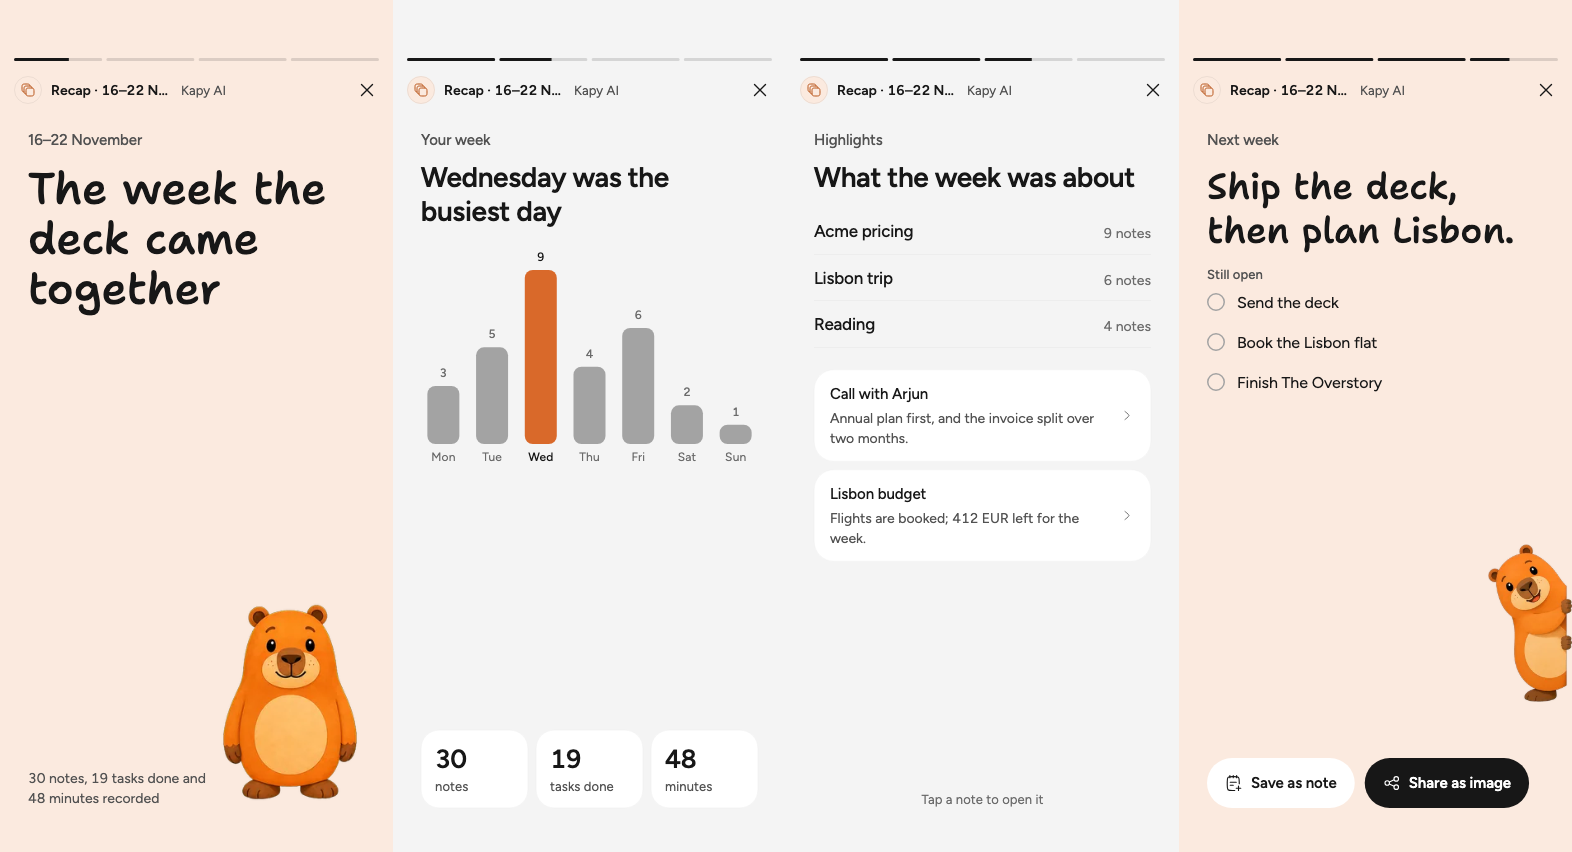 Recap · 16–22 N... Kapy AI
16–22 November
The week the
deck came
together
30 notes, 19 tasks done and
48 minutes recorded
Recap · 16–22 N... Kapy AI
Your week
Wednesday was the
busiest day
9
6
5
4
3
2
1
Mon Tue Wed Thu Fri Sat Sun
30 19 48
notes tasks done minutes
Recap · 16–22 N... Kapy AI
Highlights
What the week was about
Acme pricing 9 notes
Lisbon trip 6 notes
Reading 4 notes
Call with Arjun
Annual plan first, and the invoice split over
two months.
Lisbon budget
Flights are booked; 412 EUR left for the
week.
Tap a note to open it
Recap · 16–22 N... Kapy AI
Next week
Ship the deck,
then plan Lisbon.
Still open
Send the deck
Book the Lisbon flat
Finish The Overstory
Save as note Share as image